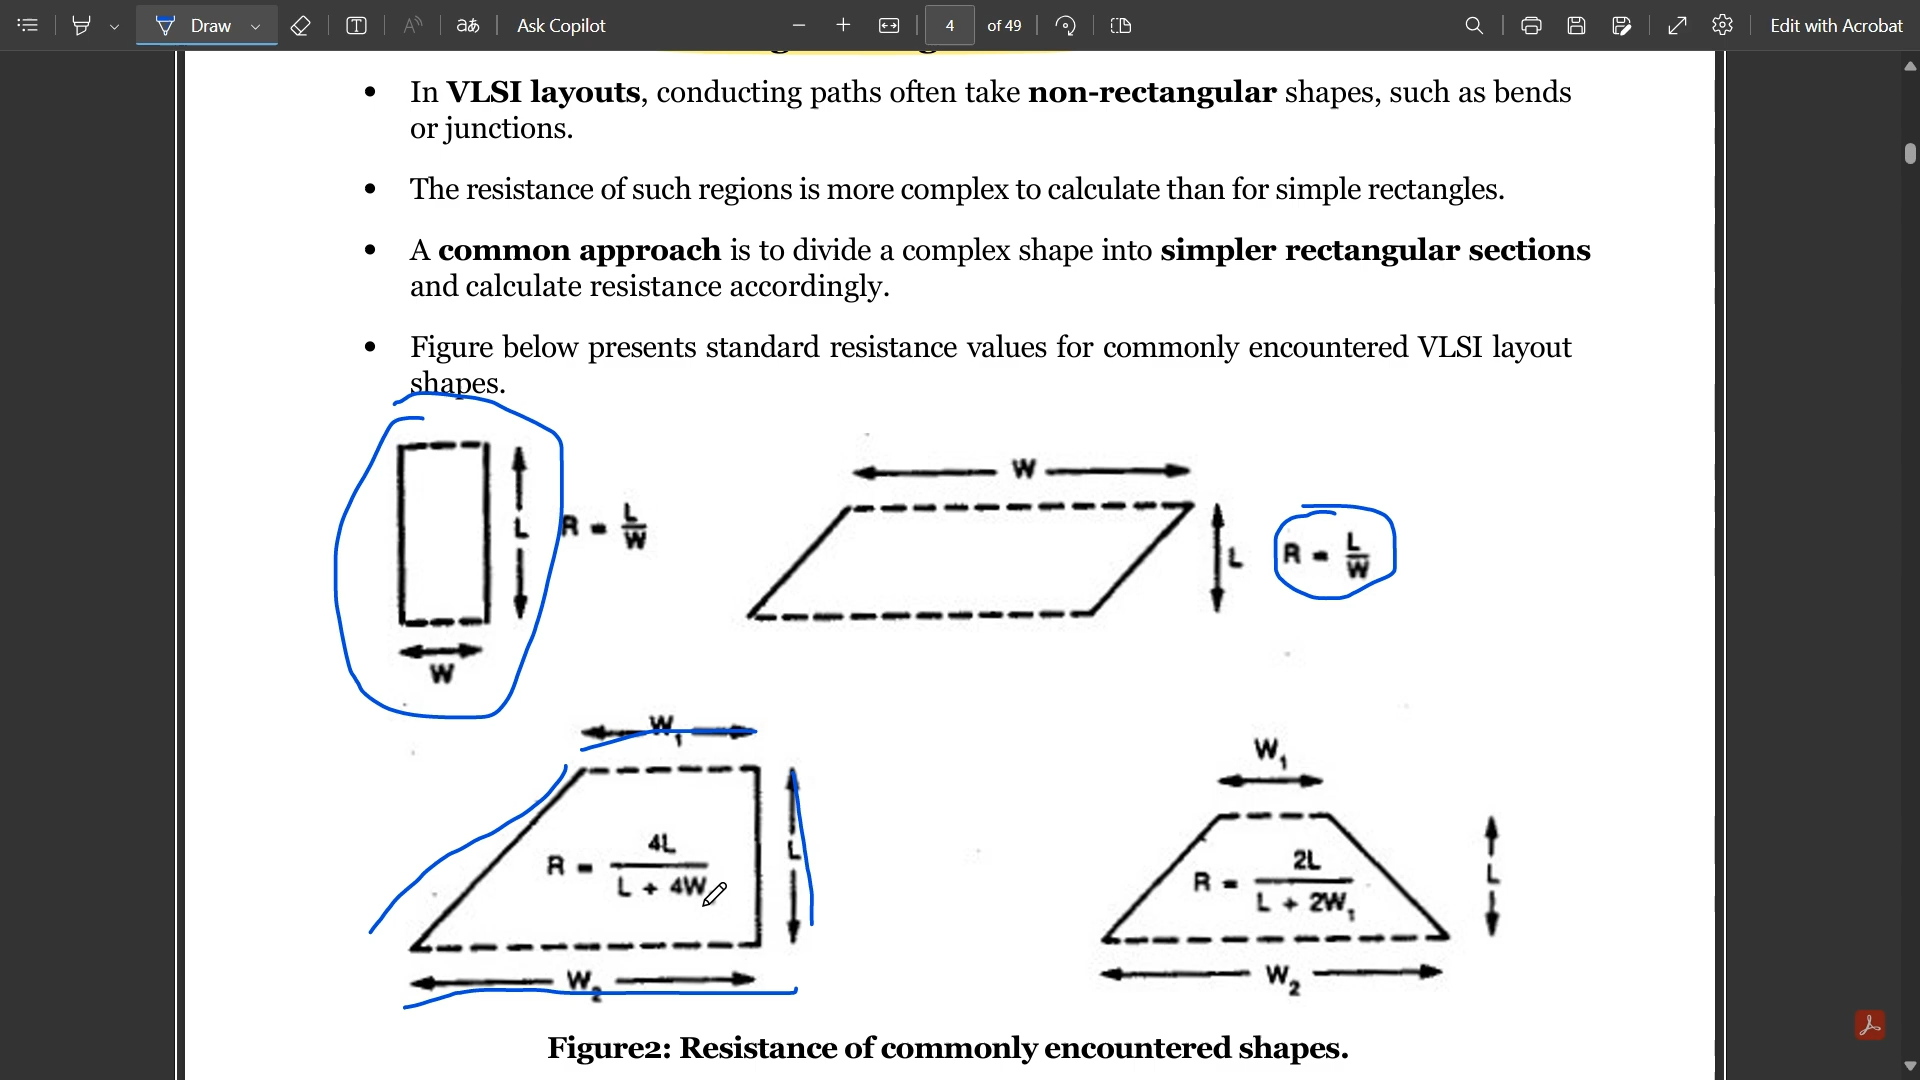 Draw
A
aあ
Ask Copilot
4
of 49
Edit with Acrobat
• In VLSI layouts, conducting paths often take non-rectangular shapes, such as bends
or junctions.
• The resistance of such regions is more complex to calculate than for simple rectangles.
• A common approach is to divide a complex shape into simpler rectangular sections
and calculate resistance accordingly.
• Figure below presents standard resistance values for commonly encountered VLSI layout
shapes.
W
L
R = L/W
L
R = L/W
W
W₁
W₁
R = 4L / L + 4W
L
R = 2L / L + 2W₁
L
W₂
W₂
Figure2: Resistance of commonly encountered shapes.